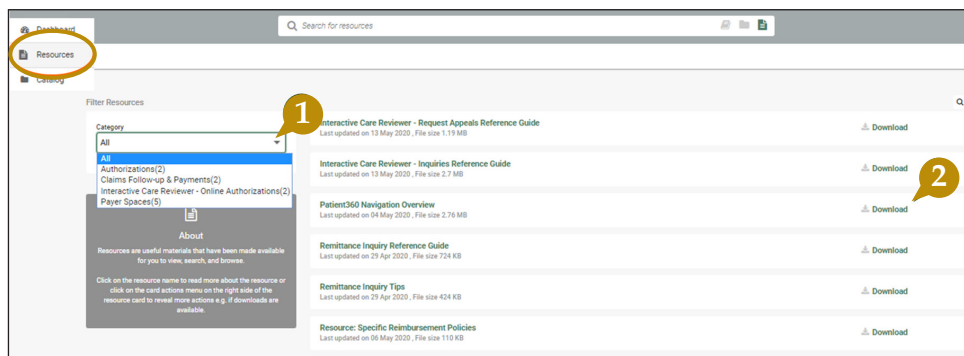 Dashboard
Search for resources
Resources
Catalog
Filter Resources
Category
All
All
Authorizations(2)
Claims Follow-up & Payments(2)
Interactive Care Reviewer - Online Authorizations(2)
Payer Spaces(5)
1
About
Resources are useful materials that have been made available
for you to view, search, and browse.
Click on the resource name to read more about the resource or
click on the card actions menu on the right side of the
resource card to reveal more actions e.g. if downloads are
available.
Interactive Care Reviewer - Request Appeals Reference Guide
Last updated on 13 May 2020 , File size 1.19 MB
Download
Interactive Care Reviewer - Inquiries Reference Guide
Last updated on 13 May 2020 , File size 2.7 MB
Download
2
Patient360 Navigation Overview
Last updated on 04 May 2020 , File size 2.76 MB
Download
Remittance Inquiry Reference Guide
Last updated on 29 Apr 2020 , File size 724 KB
Download
Remittance Inquiry Tips
Last updated on 29 Apr 2020 , File size 424 KB
Download
Resource: Specific Reimbursement Policies
Last updated on 06 May 2020 , File size 110 KB
Download